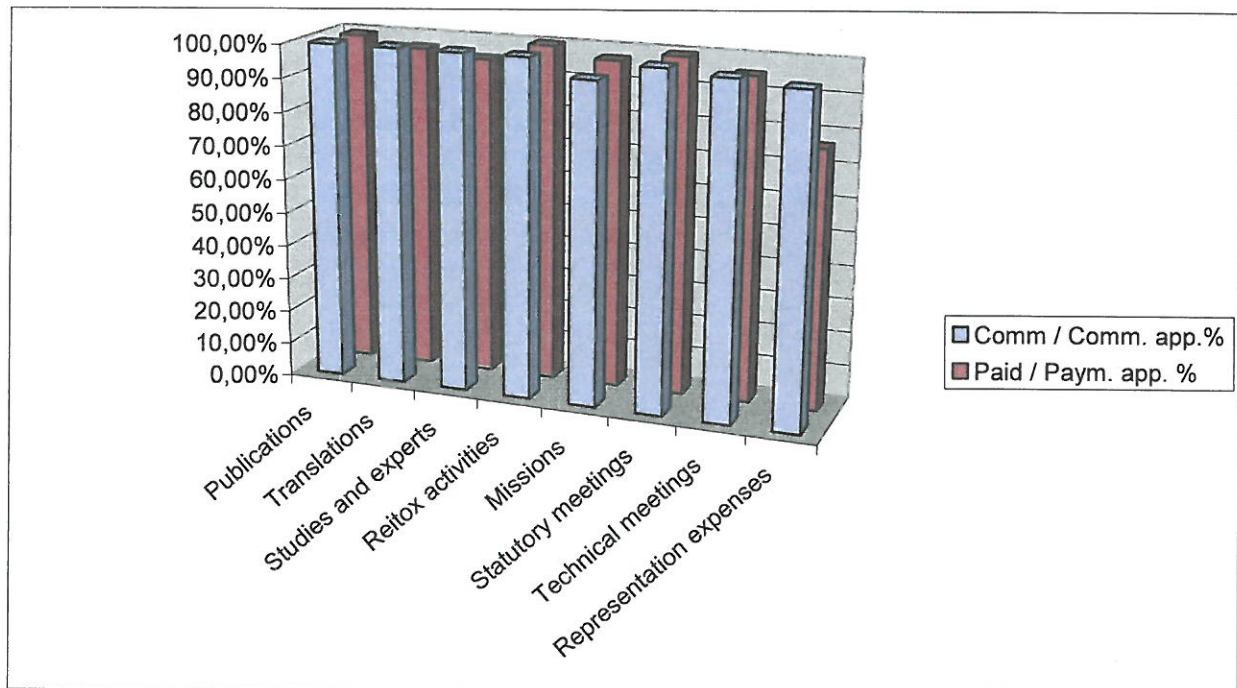 100,00%
90,00%
80,00%
70,00%
60,00%
50,00%
40,00%
30,00%
20,00%
10,00%
0,00%
Publications
Translations
Studies and experts
Reitox activities
Missions
Statutory meetings
Technical meetings
Representation expenses
Comm / Comm. app.%
Paid / Paym. app. %